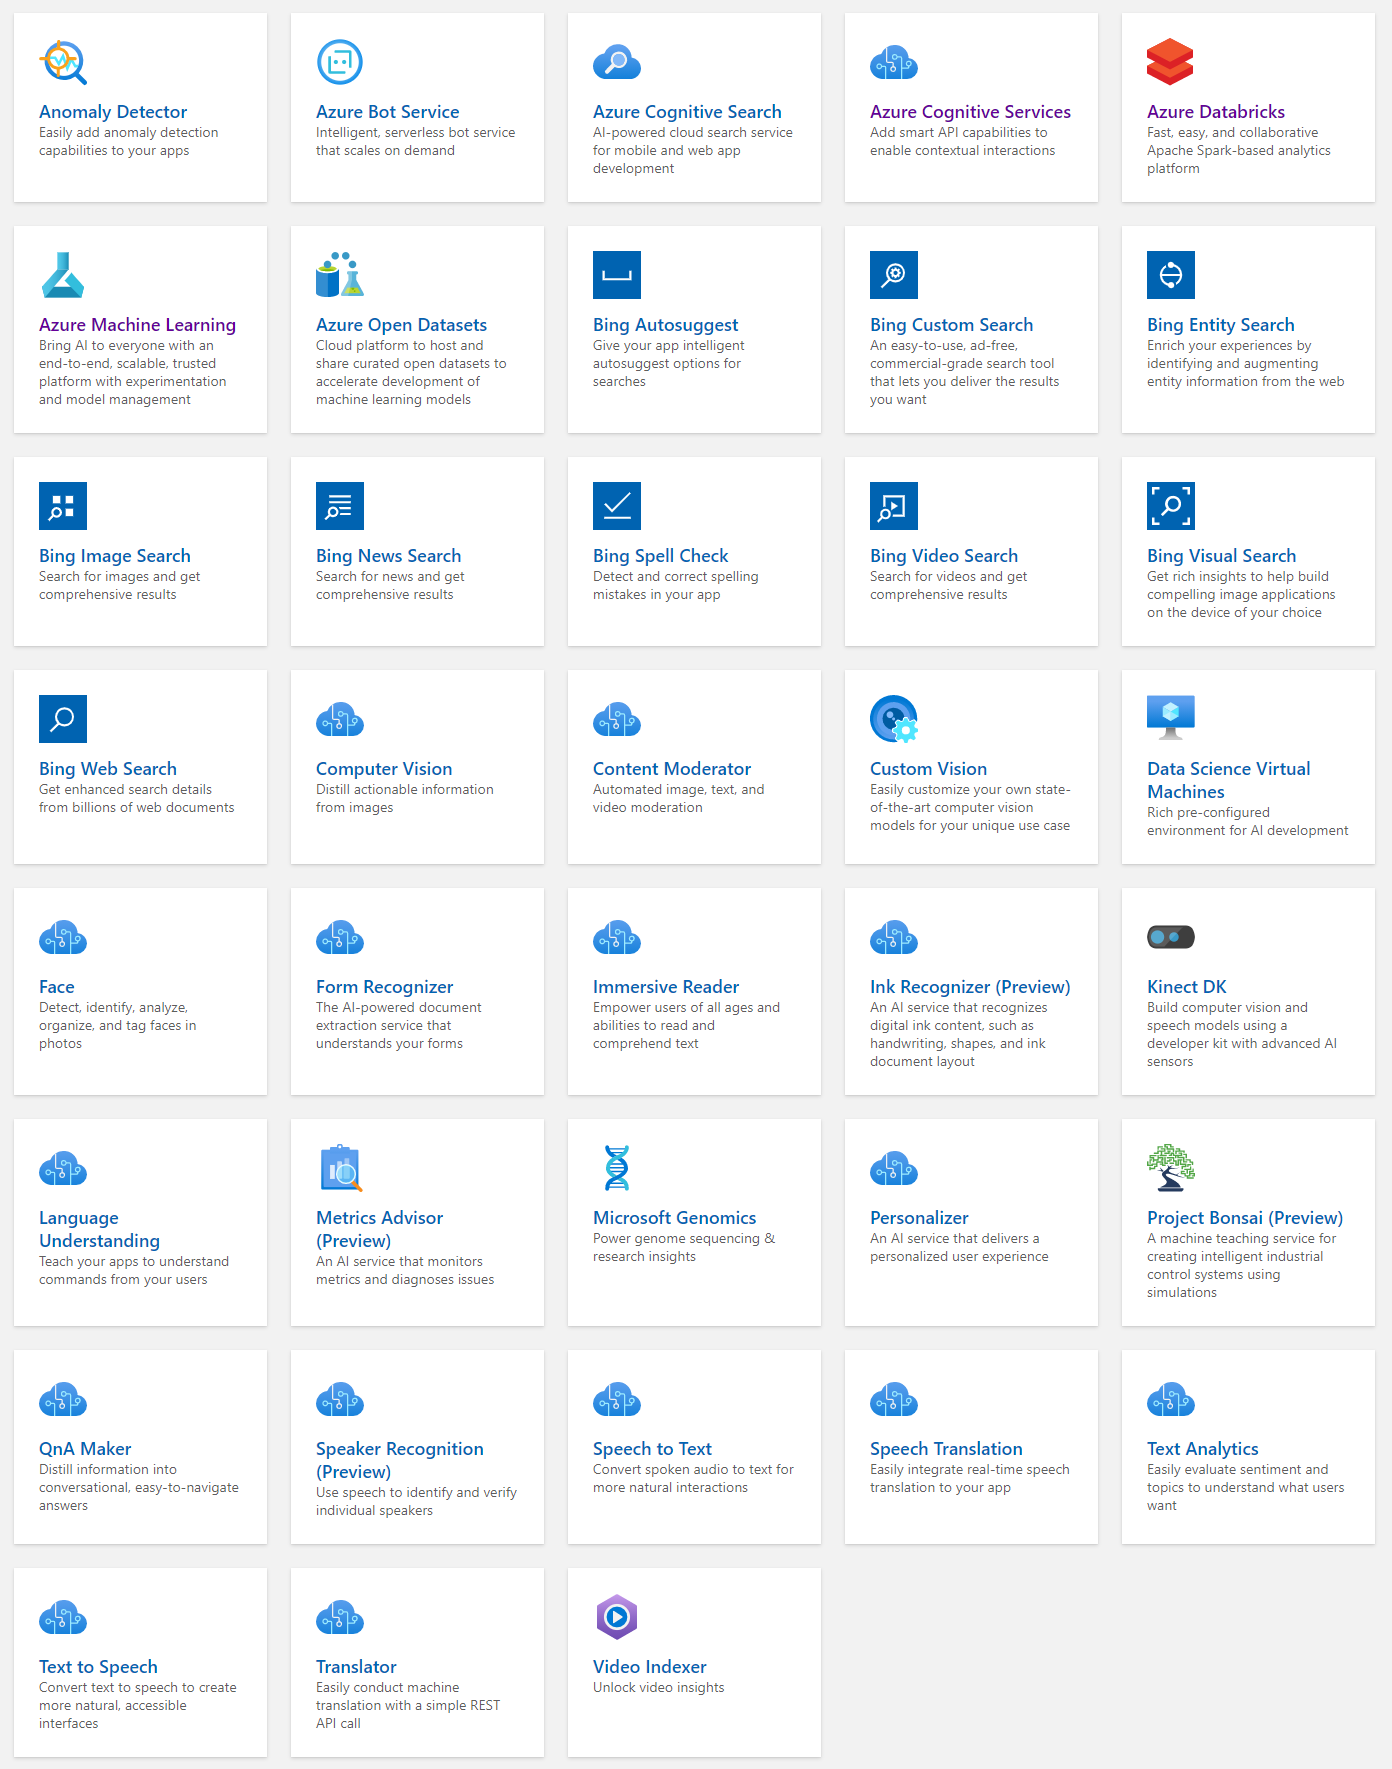 Anomaly Detector
Easily add anomaly detection
capabilities to your apps
Azure Bot Service
Intelligent, serverless bot service
that scales on demand
Azure Cognitive Search
AI-powered cloud search service
for mobile and web app
development
Azure Cognitive Services
Add smart API capabilities to
enable contextual interactions
Azure Databricks
Fast, easy, and collaborative
Apache Spark-based analytics
platform
Azure Machine Learning
Bring AI to everyone with an
end-to-end, scalable, trusted
platform with experimentation
and model management
Azure Open Datasets
Cloud platform to host and
share curated open datasets to
accelerate development of
machine learning models
Bing Autosuggest
Give your app intelligent
autosuggest options for
searches
Bing Custom Search
An easy-to-use, ad-free,
commercial-grade search tool
that lets you deliver the results
you want
Bing Entity Search
Enrich your experiences by
identifying and augmenting
entity information from the web
Bing Image Search
Search for images and get
comprehensive results
Bing News Search
Search for news and get
comprehensive results
Bing Spell Check
Detect and correct spelling
mistakes in your app
Bing Video Search
Search for videos and get
comprehensive results
Bing Visual Search
Get rich insights to help build
compelling image applications
on the device of your choice
Bing Web Search
Get enhanced search details
from billions of web documents
Computer Vision
Distill actionable information
from images
Content Moderator
Automated image, text, and
video moderation
Custom Vision
Easily customize your own state-
of-the-art computer vision
models for your unique use case
Data Science Virtual
Machines
Rich pre-configured
environment for AI development
Face
Detect, identify, analyze,
organize, and tag faces in
photos
Form Recognizer
The AI-powered document
extraction service that
understands your forms
Immersive Reader
Empower users of all ages and
abilities to read and
comprehend text
Ink Recognizer (Preview)
An AI service that recognizes
digital ink content, such as
handwriting, shapes, and ink
document layout
Kinect DK
Build computer vision and
speech models using a
developer kit with advanced AI
sensors
Language
Understanding
Teach your apps to understand
commands from your users
Metrics Advisor
(Preview)
An AI service that monitors
metrics and diagnoses issues
Microsoft Genomics
Power genome sequencing &
research insights
Personalizer
An AI service that delivers a
personalized user experience
Project Bonsai (Preview)
A machine teaching service for
creating intelligent industrial
control systems using
simulations
QnA Maker
Distill information into
conversational, easy-to-navigate
answers
Speaker Recognition
(Preview)
Use speech to identify and verify
individual speakers
Speech to Text
Convert spoken audio to text for
more natural interactions
Speech Translation
Easily integrate real-time speech
translation to your app
Text Analytics
Easily evaluate sentiment and
topics to understand what users
want
Text to Speech
Convert text to speech to create
more natural, accessible
interfaces
Translator
Easily conduct machine
translation with a simple REST
API call
Video Indexer
Unlock video insights